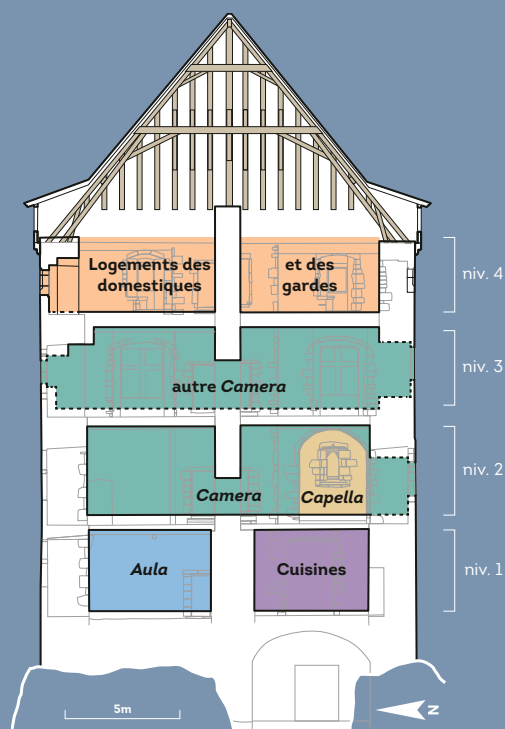 Logements des
domestiques
et des
gardes
niv. 4
autre Camera
niv. 3
Camera
Capella
niv. 2
Aula
Cuisines
niv. 1
5m
N